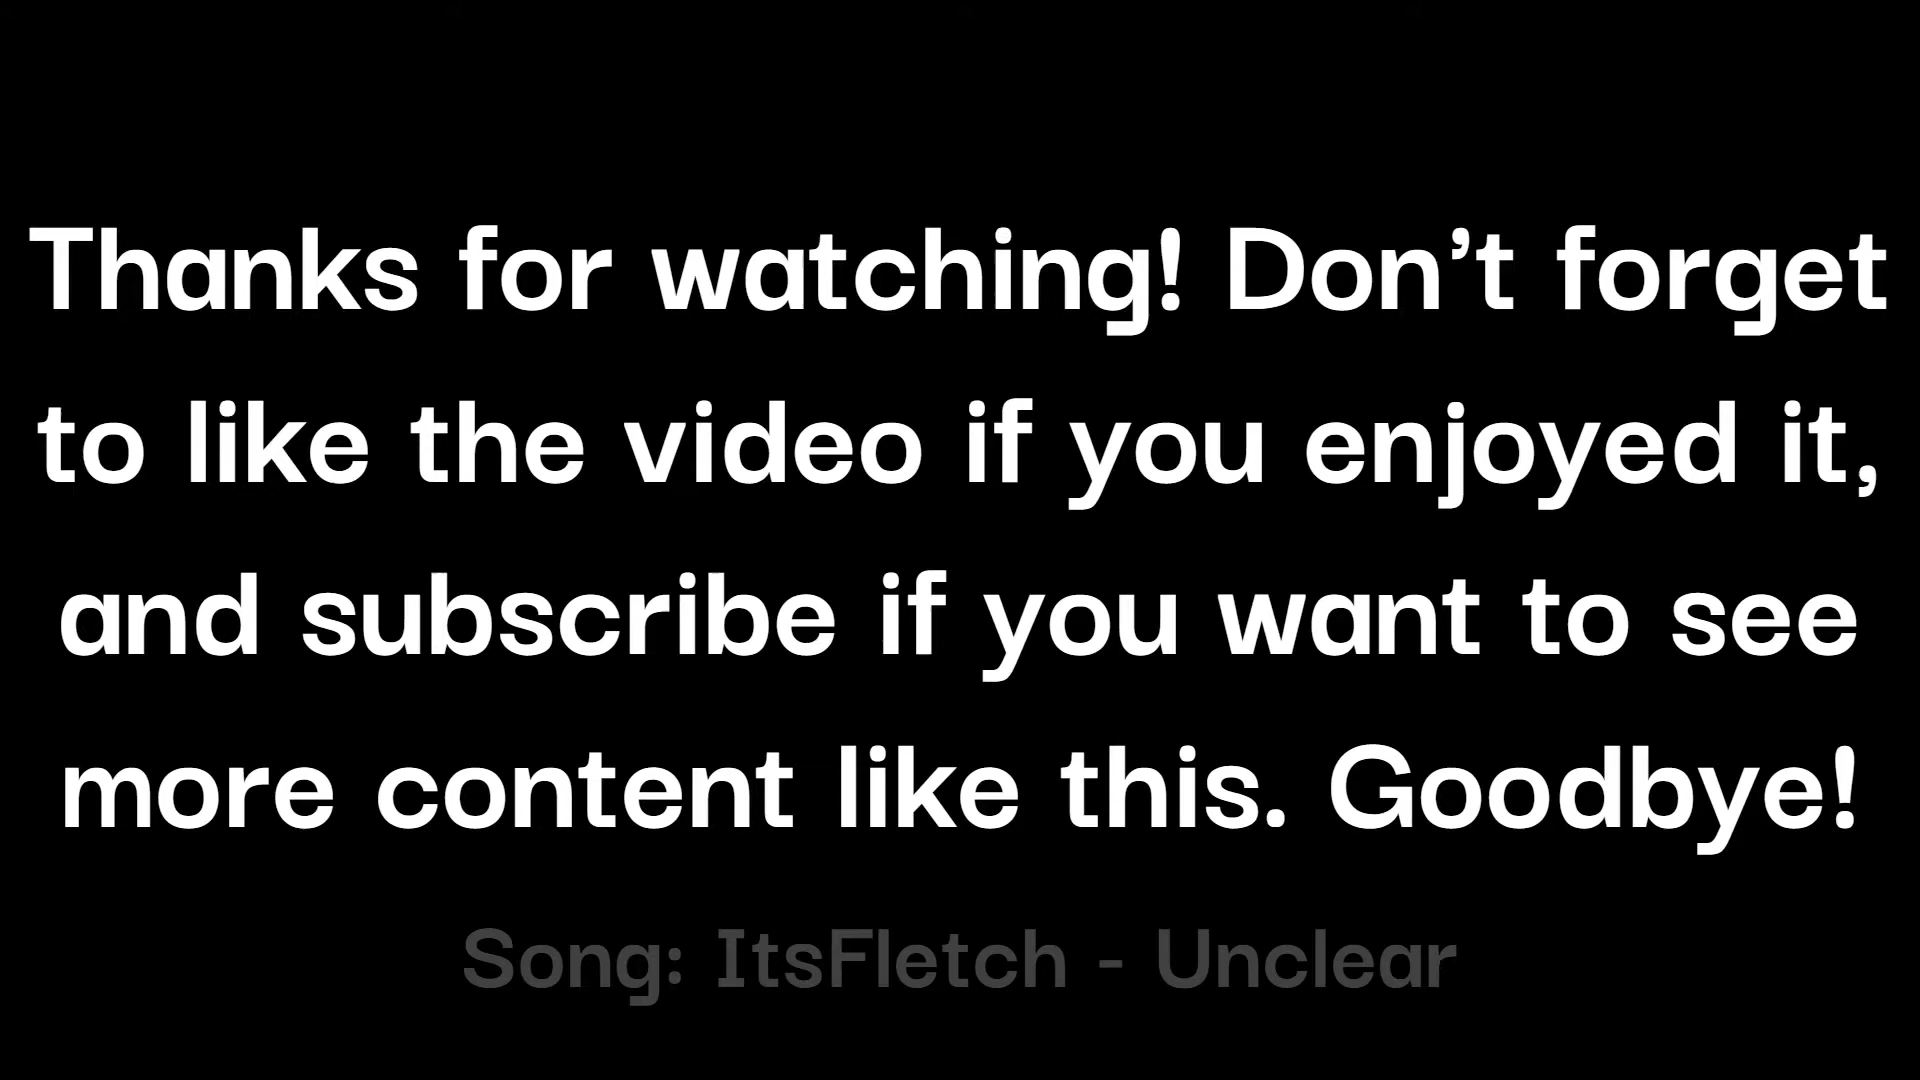 Thanks for watching! Don’t forget
to like the video if you enjoyed it,
and subscribe if you want to see
more content like this. Goodbye!
Song: ItsFletch - Unclear